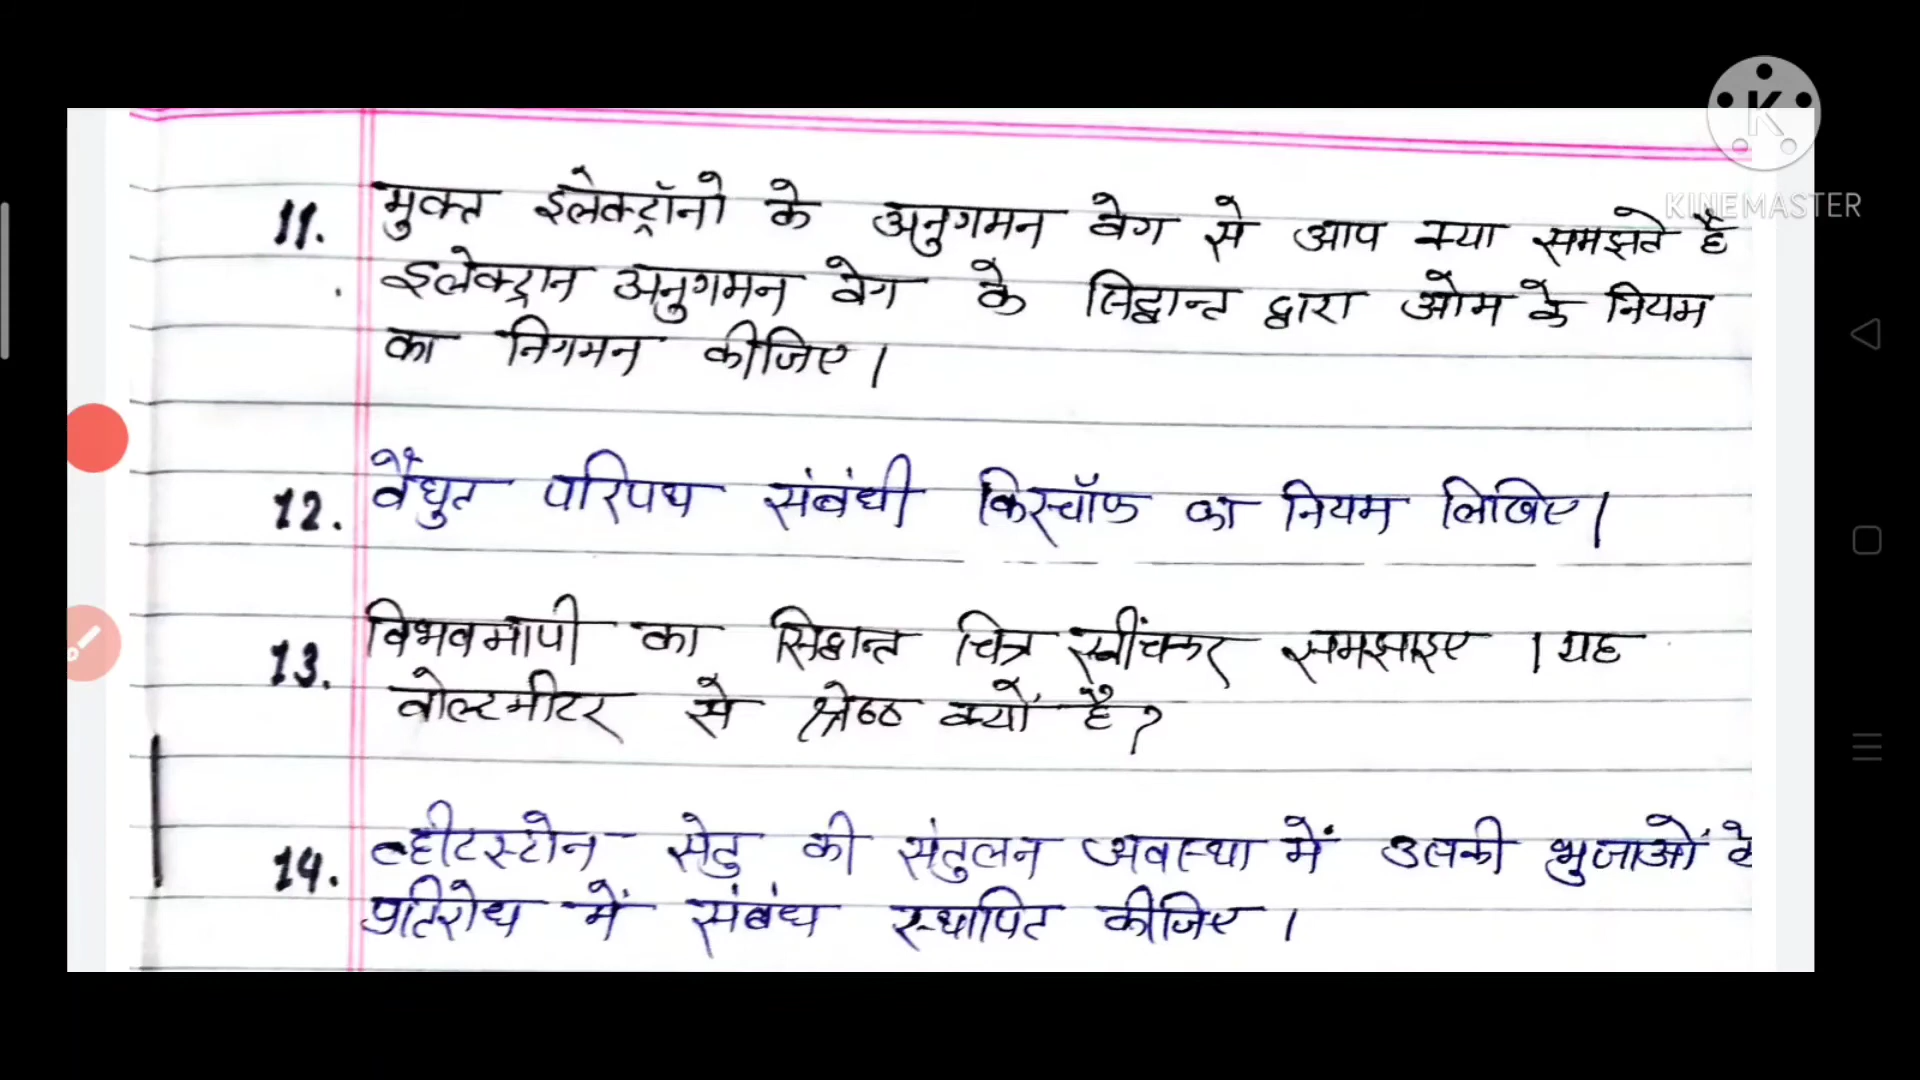 KINEMASTER
11. मुक्त इलेक्ट्रॉनो के अनुगमन वेग से आप क्या समझते है
इलेक्ट्रान अनुगमन वेग के सिद्धान्त द्वारा ओम के नियम
का निगमन कीजिए।
12. वैधुत परिपथ संबंधी किरचॉफ का नियम लिखिए।
13. विभवमापी का सिद्धान्त चित्र खींचकर समझाइए । यह
वोल्टमीटर से श्रेष्ठ क्यों है?
14. व्हीटस्टोन सेतु की संतुलन अवस्था में उसकी भुजाओं के
प्रतिरोध में संबंध स्थापित कीजिए ।